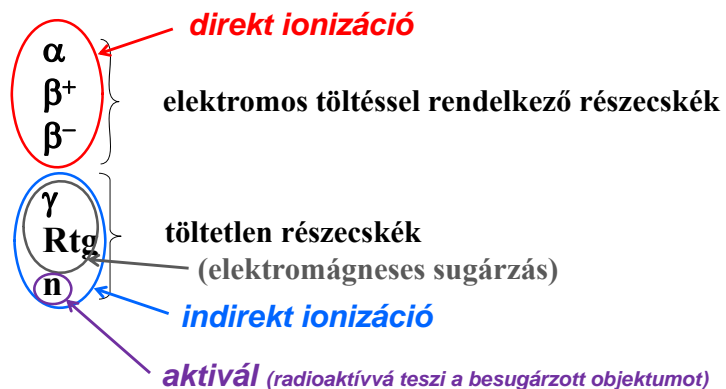 direkt ionizáció
α
β⁺
elektromos töltéssel rendelkező részecskék
β⁻
γ
Rtg
töltetlen részecskék
(elektromágneses sugárzás)
n
indirekt ionizáció
aktivál (radioaktívvá teszi a besugárzott objektumot)